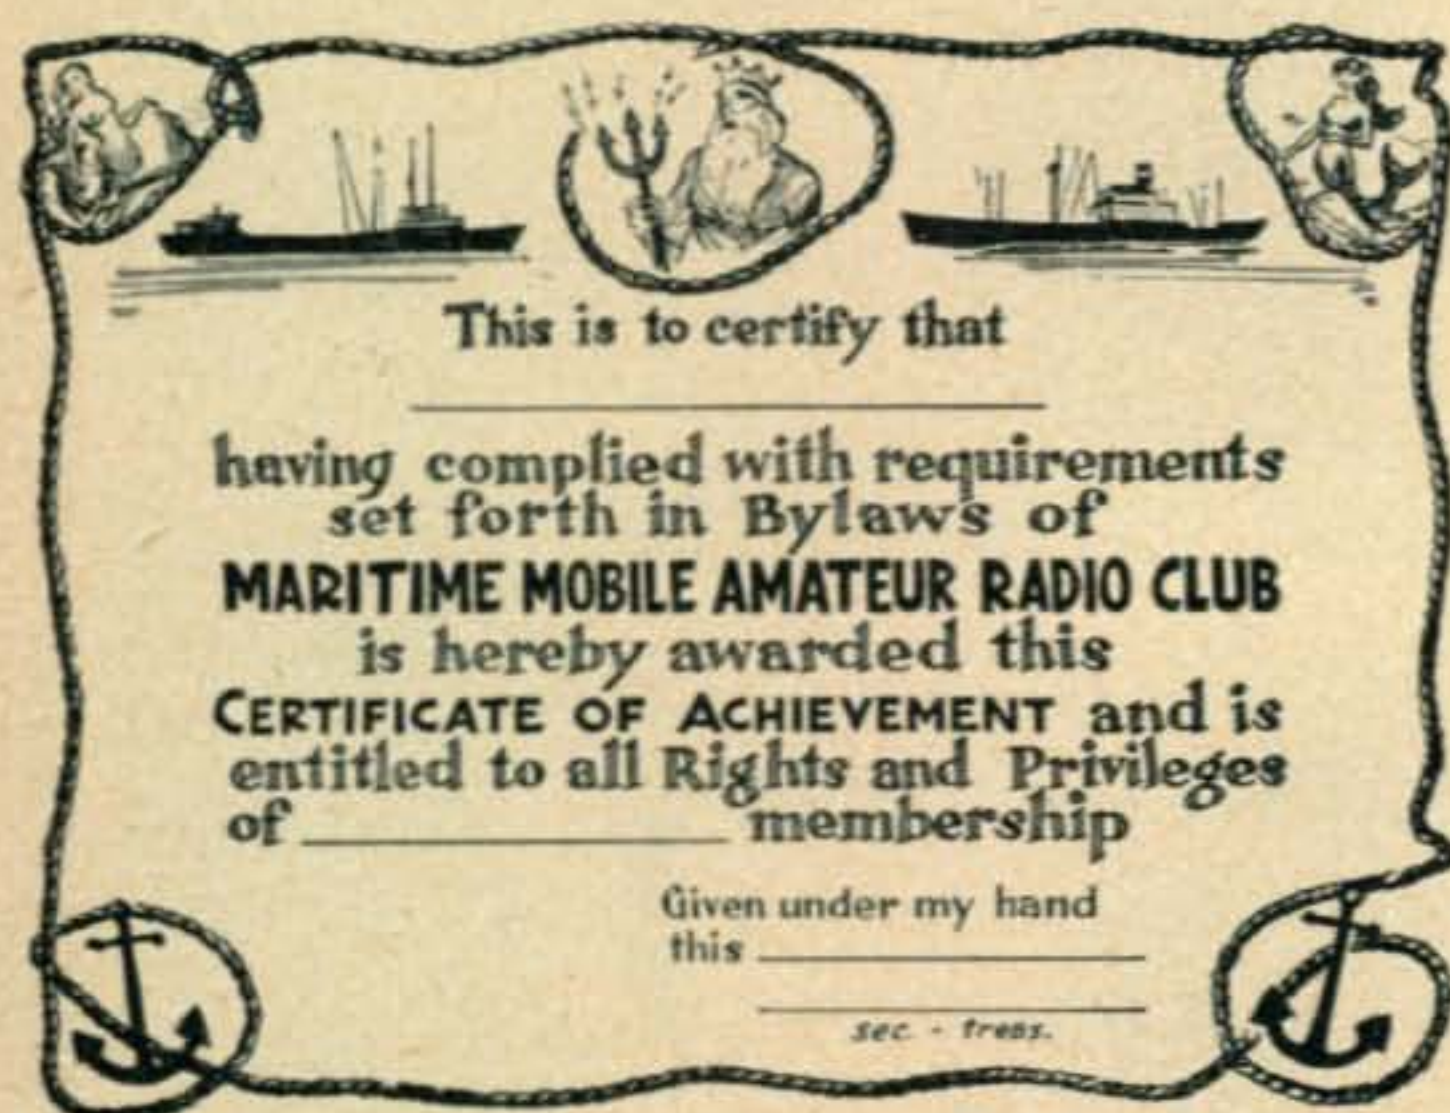 This is to certify that
having complied with requirements
set forth in Bylaws of
MARITIME MOBILE AMATEUR RADIO CLUB
is hereby awarded this
CERTIFICATE OF ACHIEVEMENT and is
entitled to all Rights and Privileges
of membership
Given under my hand
this
sec. - treas.